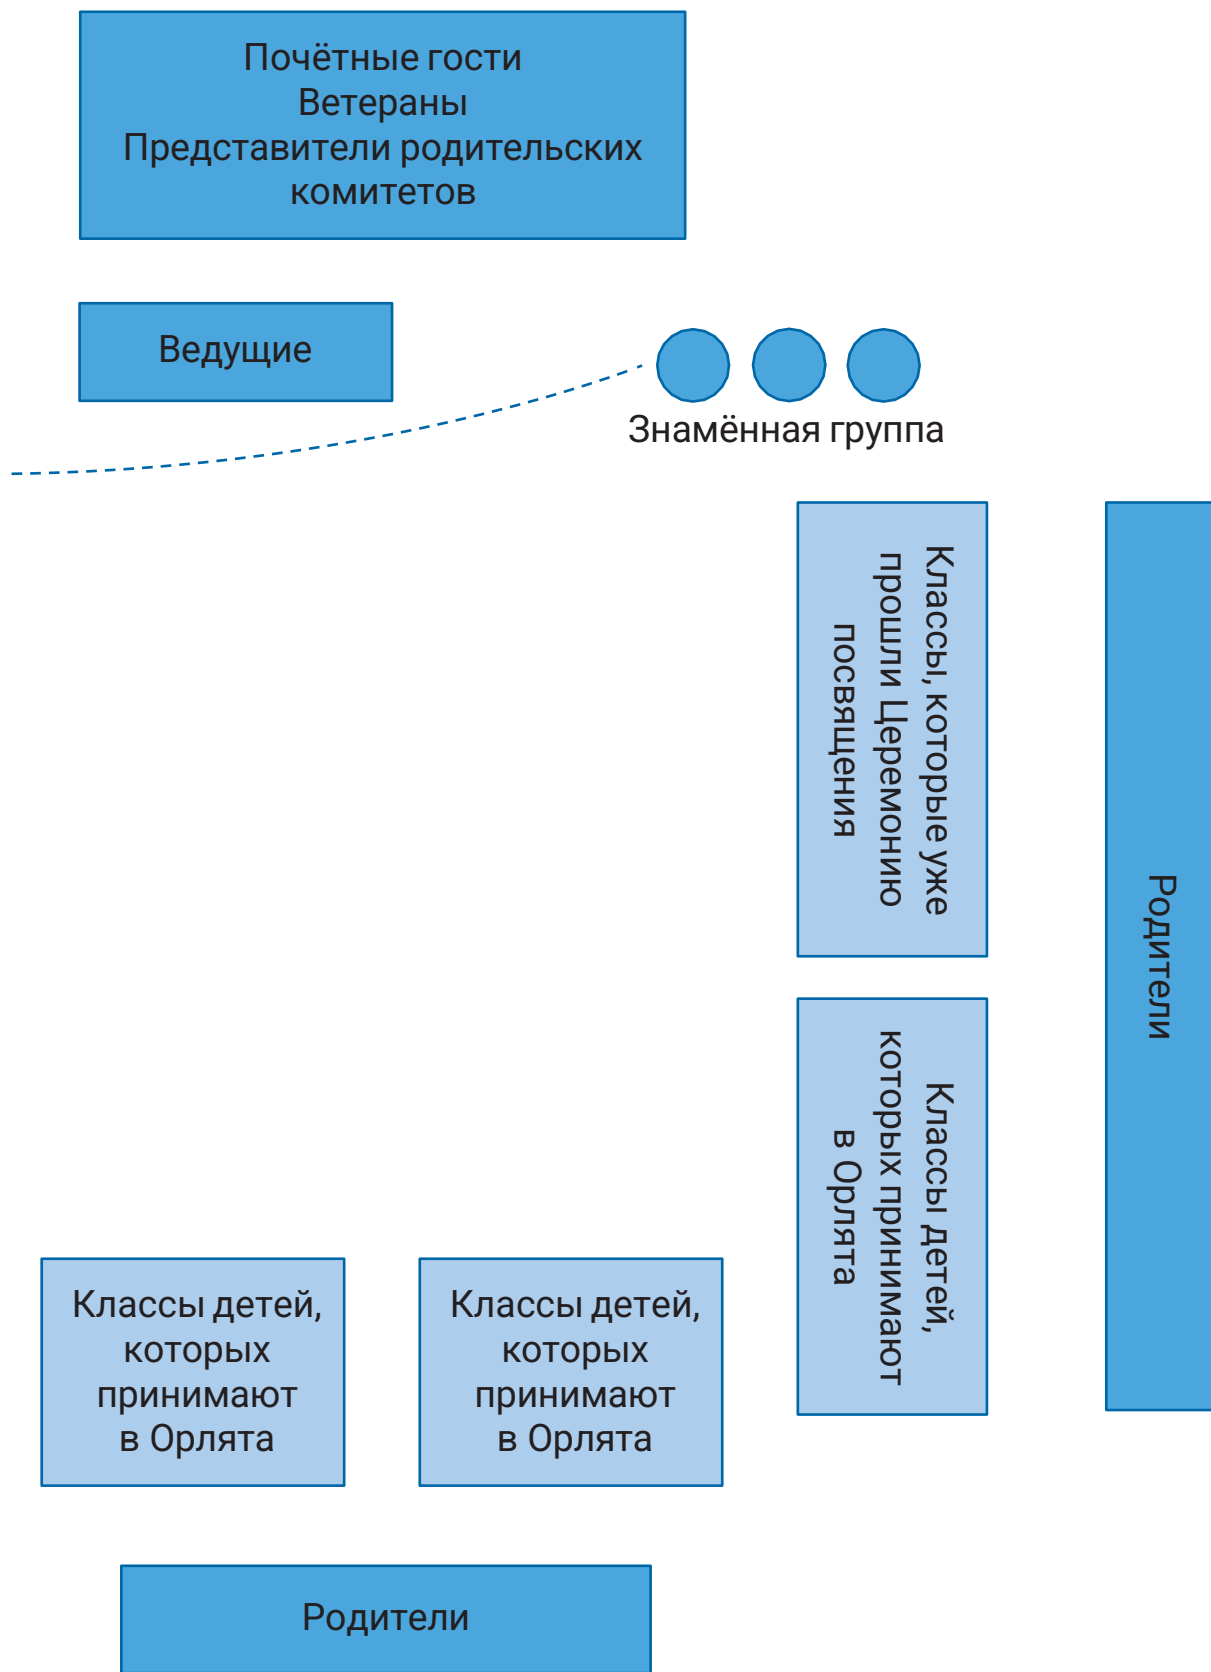 Почётные гости
Ветераны
Представители родительских
комитетов
Ведущие
Знамённая группа
Классы, которые уже
прошли Церемонию
посвящения
Родители
Классы детей,
которых принимают
в Орлята
Классы детей,
которых
принимают
в Орлята
Классы детей,
которых
принимают
в Орлята
Родители